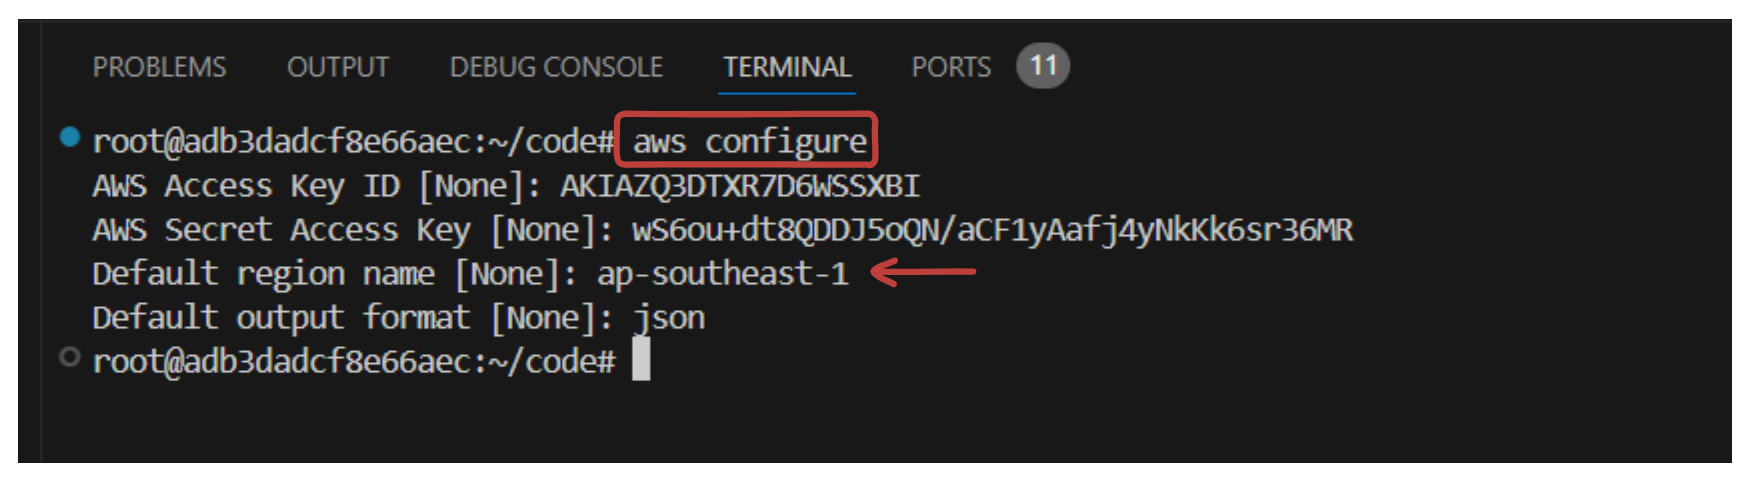 PROBLEMS OUTPUT DEBUG CONSOLE TERMINAL PORTS 11
root@adb3dadcf8e66aec:~/code# aws configure
AWS Access Key ID [None]: AKIAZQ3DTXR7D6WSSXBI
AWS Secret Access Key [None]: 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
Default region name [None]: ap-southeast-1
Default output format [None]: json
root@adb3dadcf8e66aec:~/code#